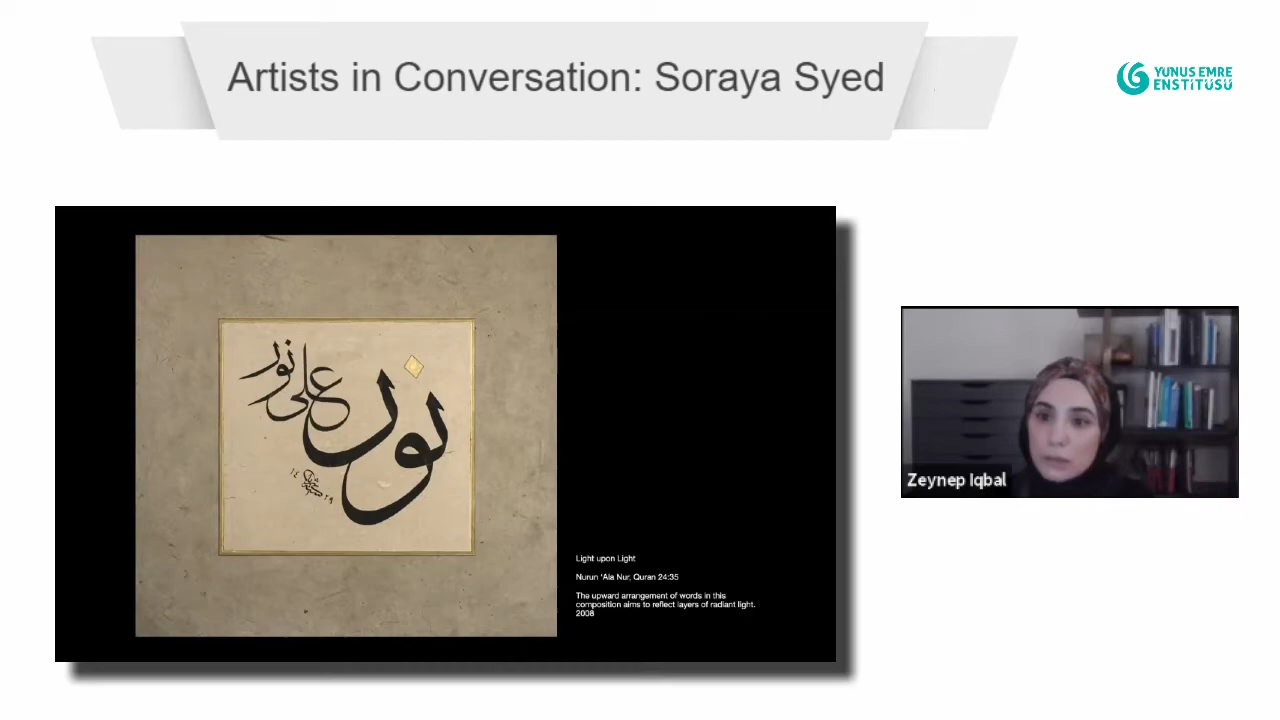 Artists in Conversation: Soraya Syed
YUNUS EMRE
ENSTİTÜSÜ
نور
على
نور
١٤ ٢٩
Light upon Light
Nurun 'Ala Nur, Quran 24:35
The upward arrangement of words in this
composition aims to reflect layers of radiant light.
2008
Zeynep Iqbal